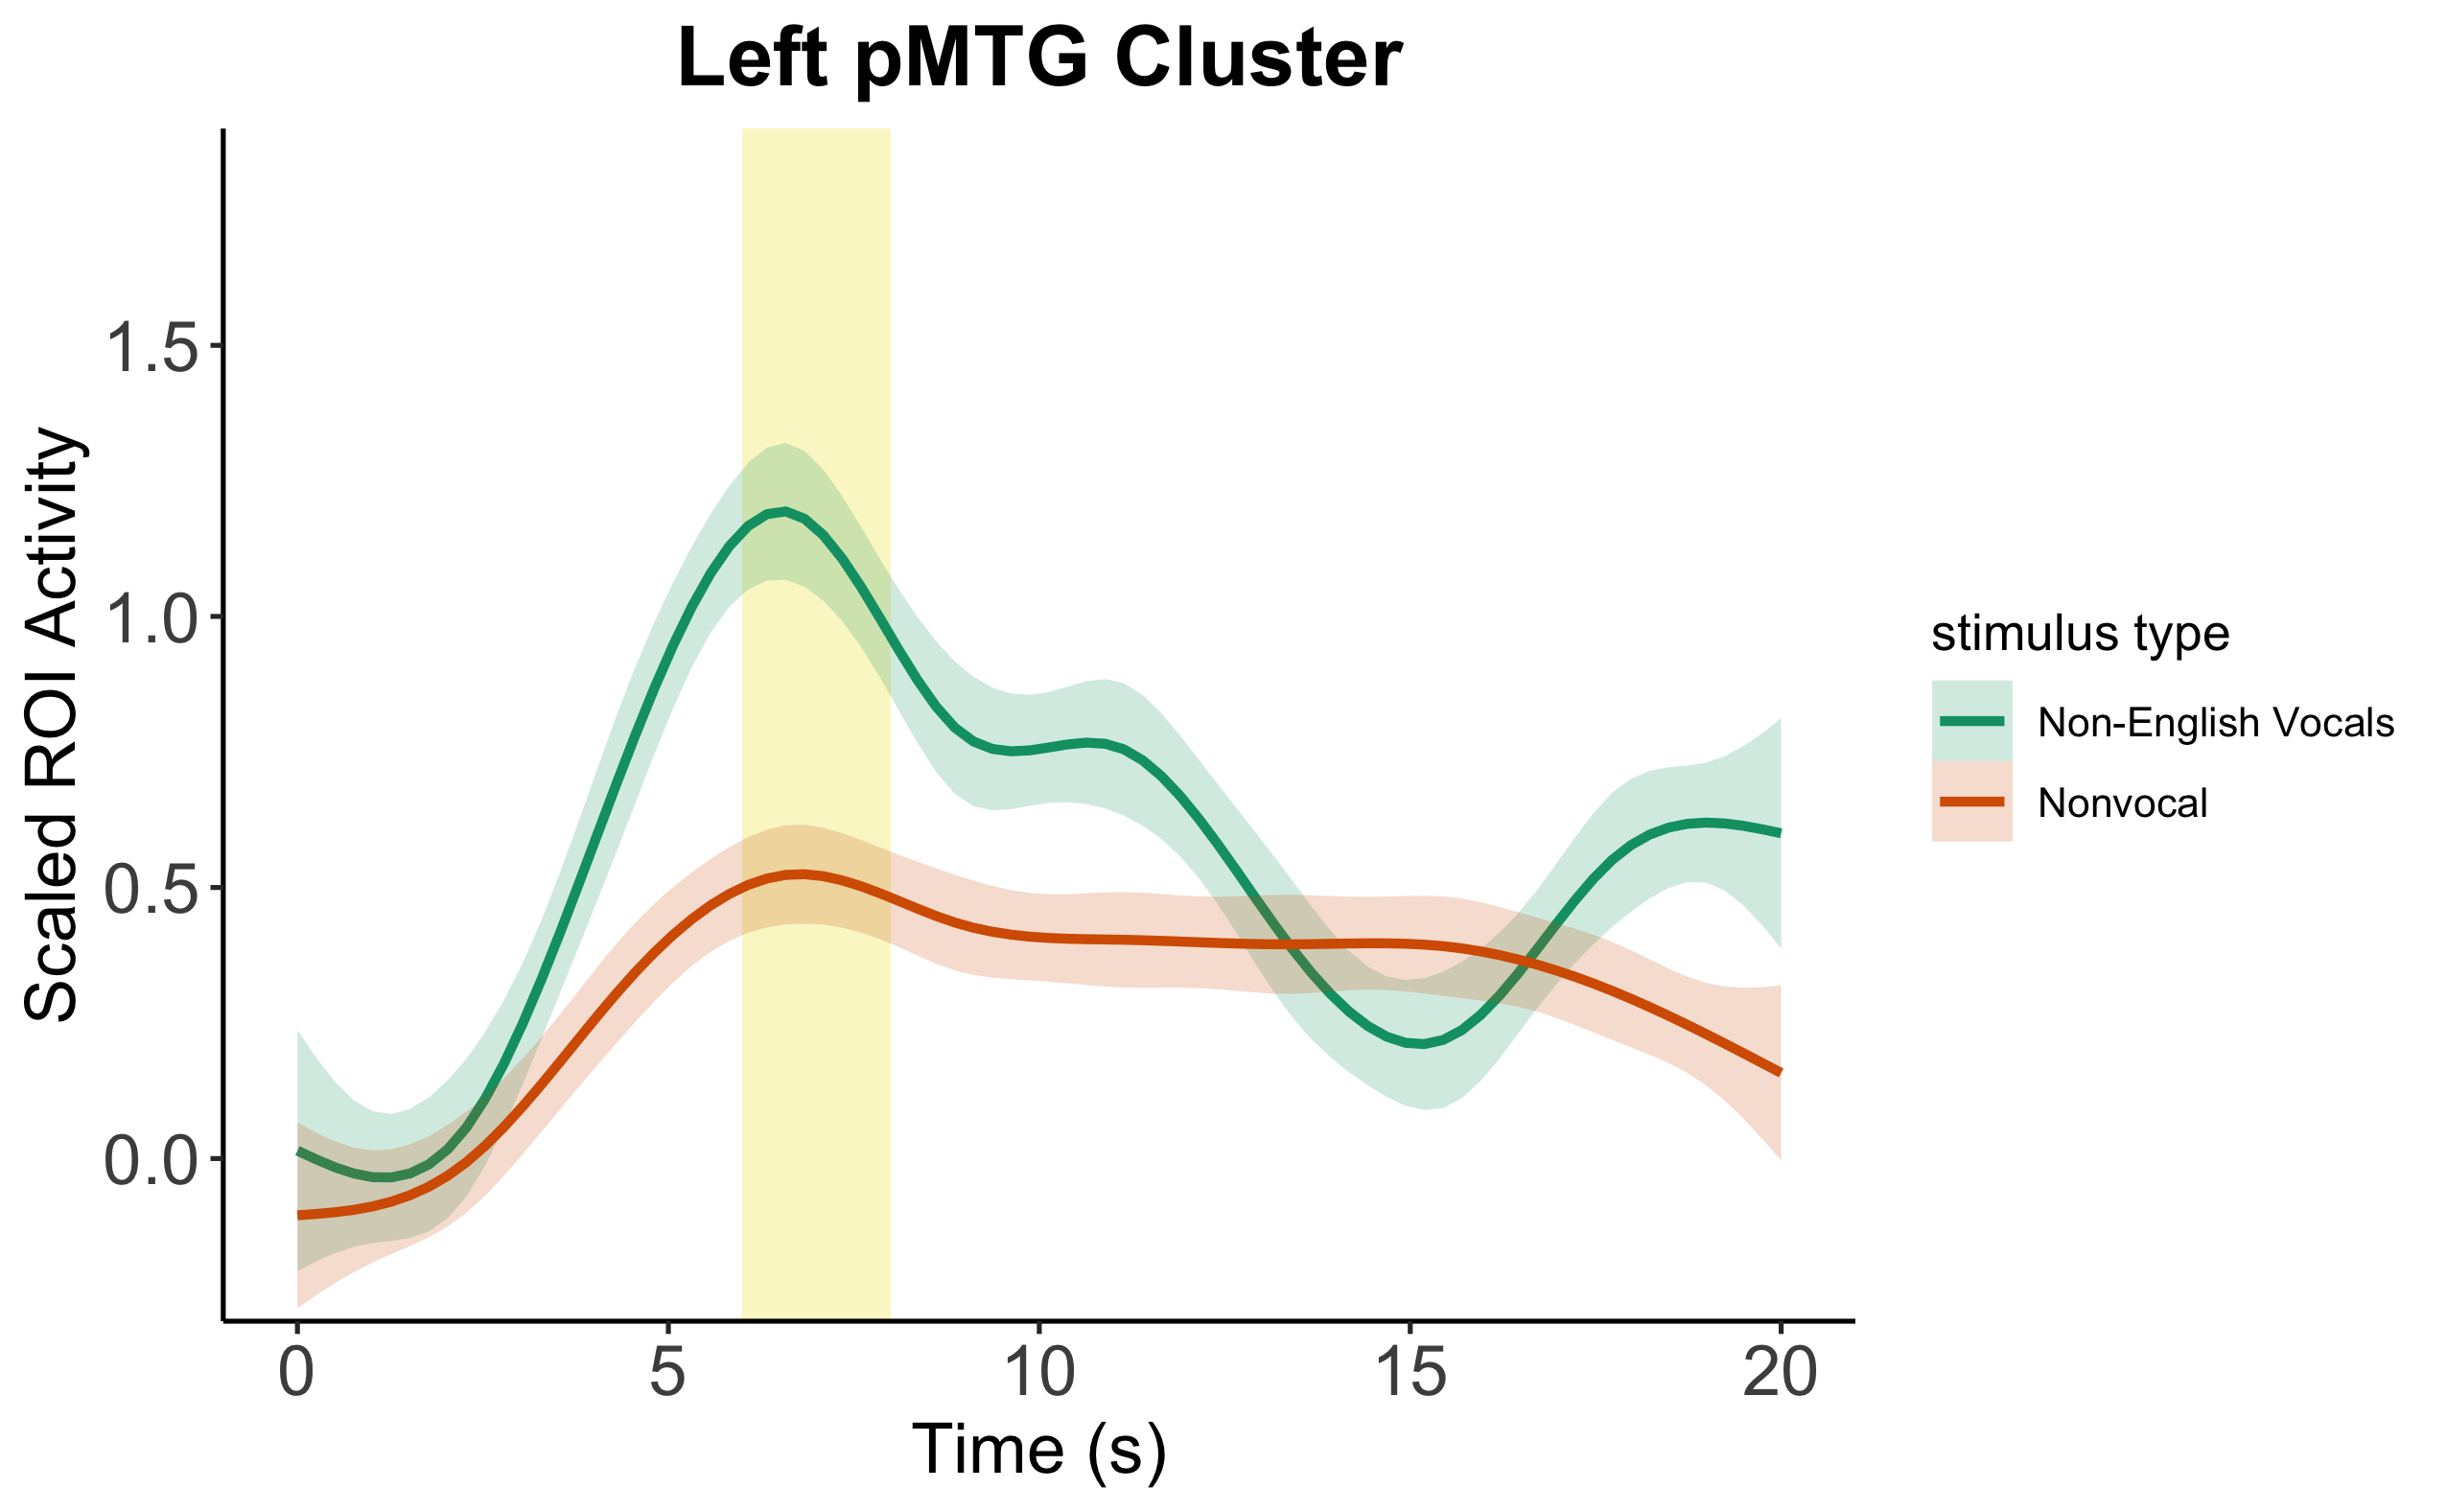 Left pMTG Cluster
Scaled ROI Activity
1.5
1.0
0.5
0.0
0 5 10 15 20
Time (s)
stimulus type
Non-English Vocals
Nonvocal